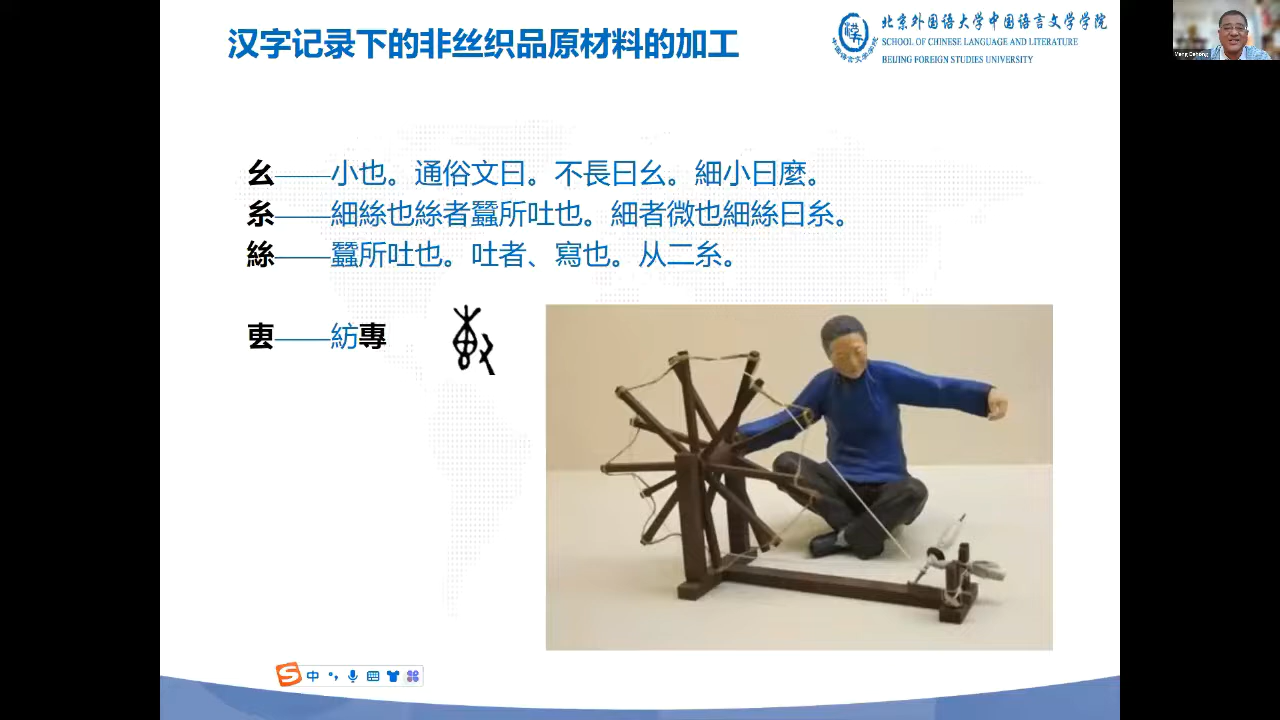 汉字记录下的非丝织品原材料的加工
北京外国语大学中国语言文学学院
SCHOOL OF CHINESE LANGUAGE AND LITERATURE
BEIJING FOREIGN STUDIES UNIVERSITY
幺——小也。通俗文曰。不長曰幺。細小曰麼。
糸——細絲也絲者蠶所吐也。細者微也細絲曰糸。
絲——蠶所吐也。吐者、寫也。从二糸。
叀——紡專
中